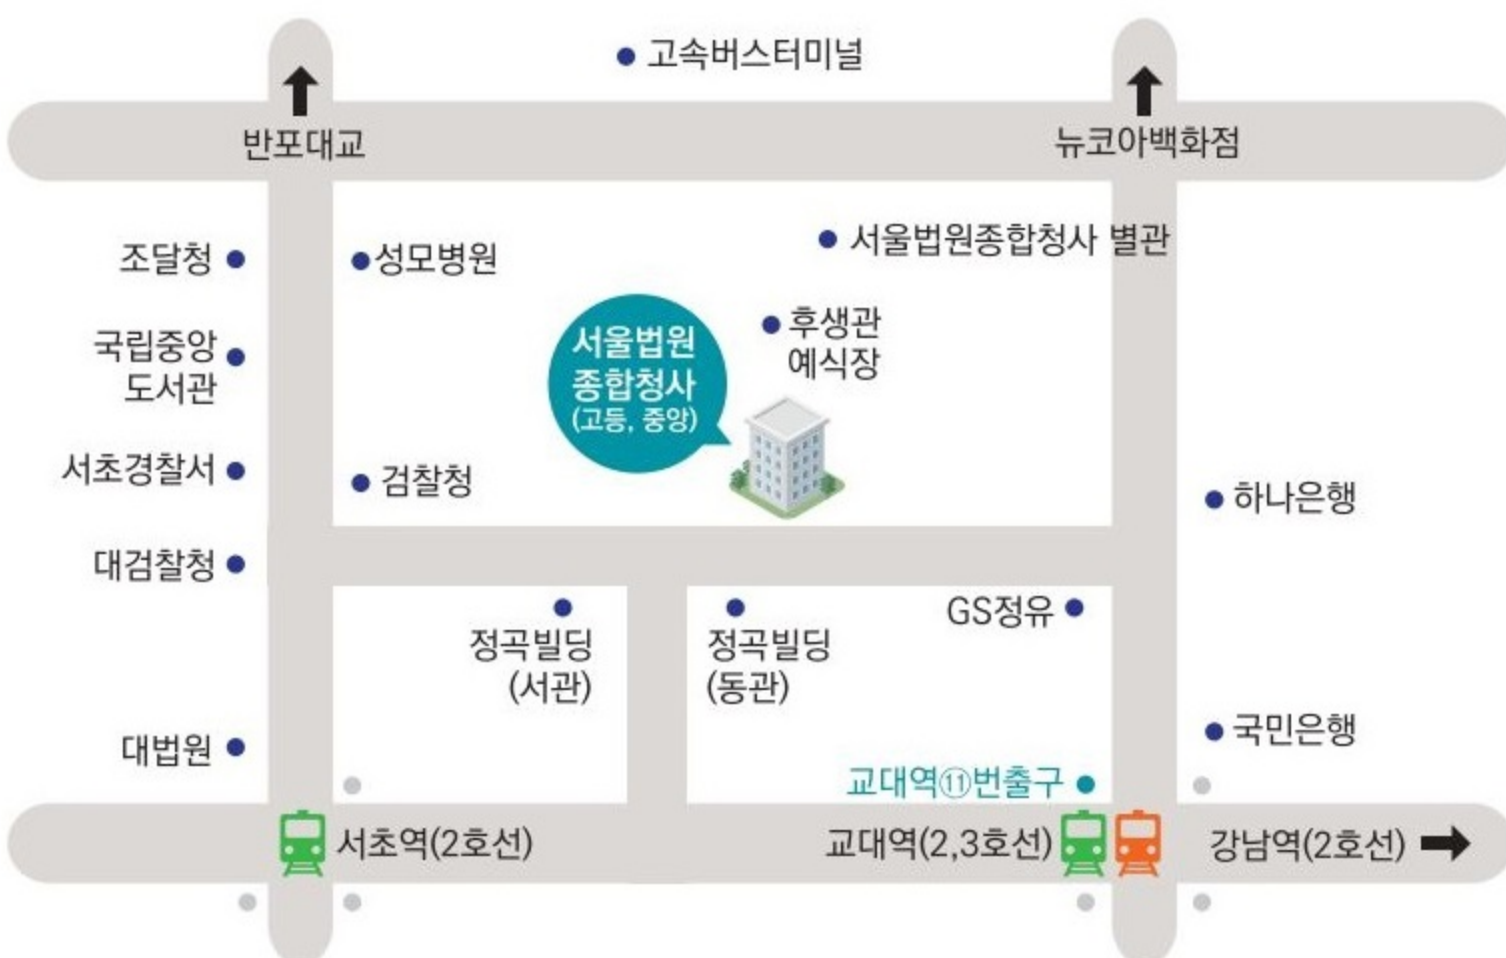 고속버스터미널
반포대교
뉴코아백화점
조달청
성모병원
서울법원종합청사 별관
국립중앙
도서관
서울법원
종합청사
(고등, 중앙)
후생관
예식장
서초경찰서
검찰청
하나은행
대검찰청
정곡빌딩
(서관)
정곡빌딩
(동관)
GS정유
대법원
국민은행
교대역⑪번출구
서초역(2호선)
교대역(2,3호선)
강남역(2호선)